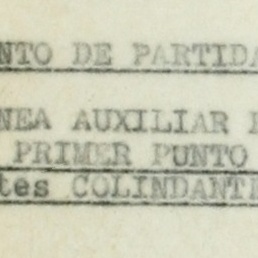 NTO DE PARTIDA
NEA AUXILIAR
PRIMER PUNTO
tes COLINDANT